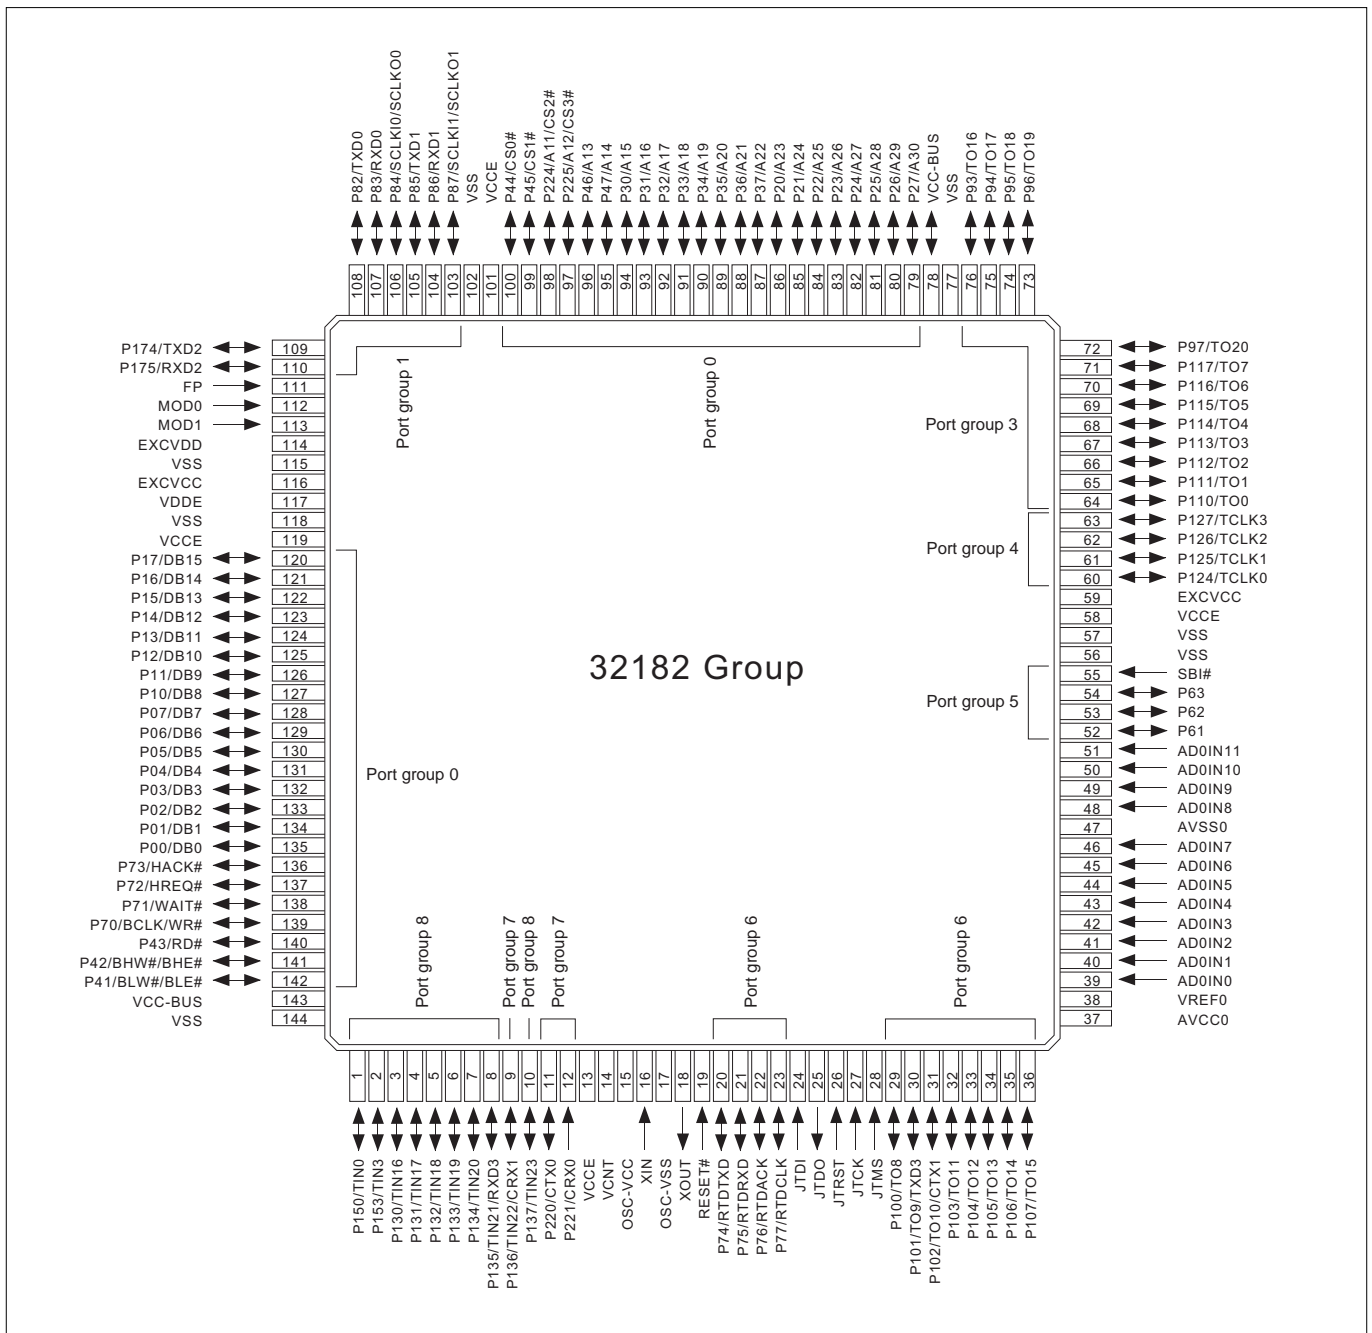 P82/TXD0
P83/RXD0
P84/SCLKI0/SCLKO0
P85/TXD1
P86/RXD1
P87/SCLKI1/SCLKO1
VSS
VCCE
P44/CS0#
P45/CS1#
P224/A11/CS2#
P225/A12/CS3#
P46/A13
P47/A14
P30/A15
P31/A16
P32/A17
P33/A18
P34/A19
P35/A20
P36/A21
P37/A22
P20/A23
P21/A24
P22/A25
P23/A26
P24/A27
P25/A28
P26/A29
P27/A30
VCC-BUS
VSS
P93/TO16
P94/TO17
P95/TO18
P96/TO19
108
107
106
105
104
103
102
101
100
99
98
97
96
95
94
93
92
91
90
89
88
87
86
85
84
83
82
81
80
79
78
77
76
75
74
73
P174/TXD2 109
P175/RXD2 110
FP 111
MOD0 112
MOD1 113
EXCVDD 114
VSS 115
EXCVCC 116
VDDE 117
VSS 118
VCCE 119
P17/DB15 120
P16/DB14 121
P15/DB13 122
P14/DB12 123
P13/DB11 124
P12/DB10 125
P11/DB9 126
P10/DB8 127
P07/DB7 128
P06/DB6 129
P05/DB5 130
P04/DB4 131
P03/DB3 132
P02/DB2 133
P01/DB1 134
P00/DB0 135
P73/HACK# 136
P72/HREQ# 137
P71/WAIT# 138
P70/BCLK/WR# 139
P43/RD# 140
P42/BHW#/BHE# 141
P41/BLW#/BLE# 142
VCC-BUS 143
VSS 144
Port group 1
Port group 0
Port group 3
Port group 4
32182 Group
Port group 5
Port group 0
Port group 8
Port group 7
Port group 8
Port group 7
Port group 6
Port group 6
72 P97/TO20
71 P117/TO7
70 P116/TO6
69 P115/TO5
68 P114/TO4
67 P113/TO3
66 P112/TO2
65 P111/TO1
64 P110/TO0
63 P127/TCLK3
62 P126/TCLK2
61 P125/TCLK1
60 P124/TCLK0
59 EXCVCC
58 VCCE
57 VSS
56 VSS
55 SBI#
54 P63
53 P62
52 P61
51 AD0IN11
50 AD0IN10
49 AD0IN9
48 AD0IN8
47 AVSS0
46 AD0IN7
45 AD0IN6
44 AD0IN5
43 AD0IN4
42 AD0IN3
41 AD0IN2
40 AD0IN1
39 AD0IN0
38 VREF0
37 AVCC0
1
2
3
4
5
6
7
8
9
10
11
12
13
14
15
16
17
18
19
20
21
22
23
24
25
26
27
28
29
30
31
32
33
34
35
36
P150/TIN0
P153/TIN3
P130/TIN16
P131/TIN17
P132/TIN18
P133/TIN19
P134/TIN20
P135/TIN21/RXD3
P136/TIN22/CRX1
P137/TIN23
P220/CTX0
P221/CRX0
VCCE
VCNT
OSC-VCC
XIN
OSC-VSS
XOUT
RESET#
P74/RTDTXD
P75/RTDRXD
P76/RTDACK
P77/RTDCLK
JTDI
JTDO
JTRST
JTCK
JTMS
P100/TO8
P101/TO9/TXD3
P102/TO10/CTX1
P103/TO11
P104/TO12
P105/TO13
P106/TO14
P107/TO15